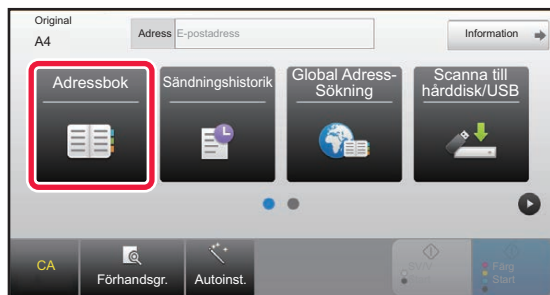 Original
A4
Adress E-postadress
Information
Adressbok
Sändningshistorik
Global Adress-
Sökning
Scanna till
hårddisk/USB
CA
Förhandsgr.
Autoinst.
SV/V
Start
Färg
Start